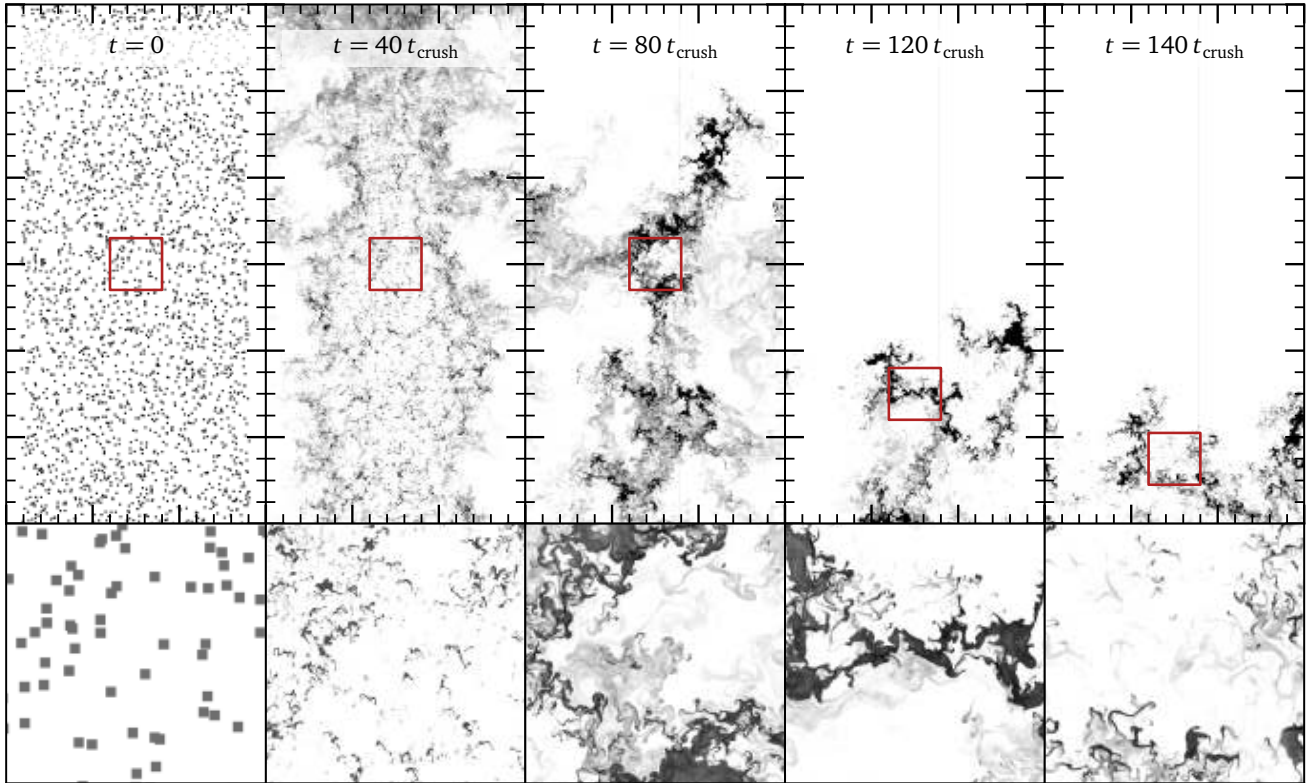 t = 0
t = 40 t_crush
t = 80 t_crush
t = 120 t_crush
t = 140 t_crush